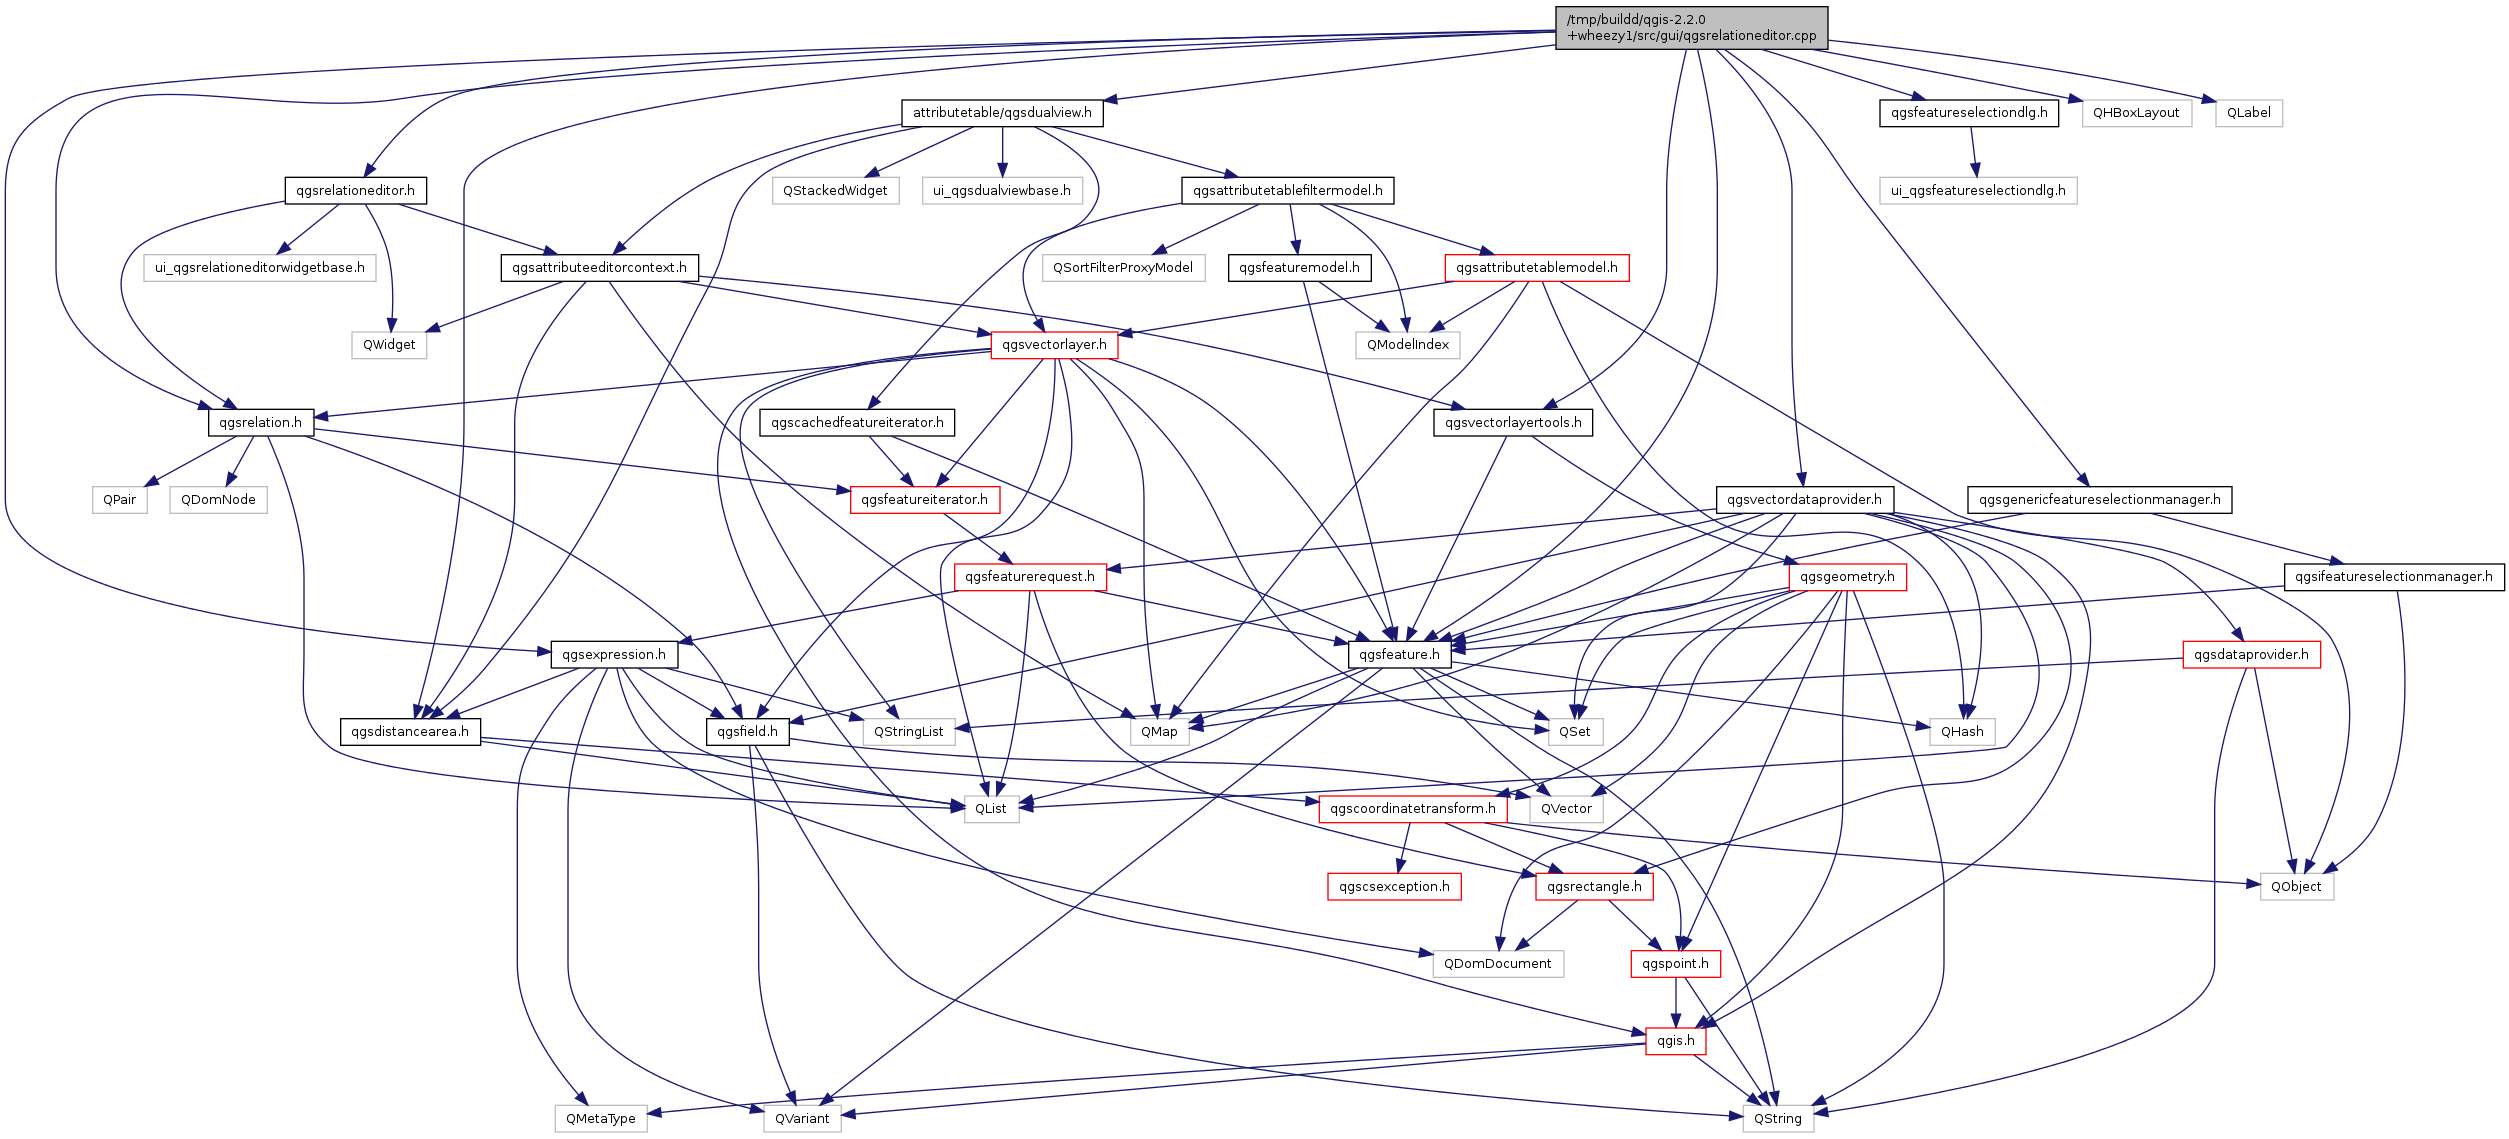 /tmp/buildd/qgis-2.2.0
+wheezy1/src/gui/qgsrelationeditor.cpp
attributetable/qgsdualview.h
qgsfeatureselectiondlg.h
QHBoxLayout
QLabel
qgsrelationeditor.h
QStackedWidget
ui_qgsdualviewbase.h
qgsattributetablefiltermodel.h
ui_qgsfeatureselectiondlg.h
ui_qgsrelationeditorwidgetbase.h
qgsattributeeditorcontext.h
QSortFilterProxyModel
qgsfeaturemodel.h
qgsattributetablemodel.h
QWidget
qgsvectorlayer.h
QModelIndex
qgsrelation.h
qgscachedfeatureiterator.h
qgsvectorlayertools.h
QPair
QDomNode
qgsfeatureiterator.h
qgsvectordataprovider.h
qgsgenericfeatureselectionmanager.h
qgsfeaturerequest.h
qgsgeometry.h
qgsifeatureselectionmanager.h
qgsexpression.h
qgsfeature.h
qgsdataprovider.h
qgsdistancearea.h
qgsfield.h
QStringList
QMap
QSet
QHash
QList
qgscoordinatetransform.h
QVector
qgscsexception.h
qgsrectangle.h
QObject
QDomDocument
qgspoint.h
qgis.h
QMetaType
QVariant
QString